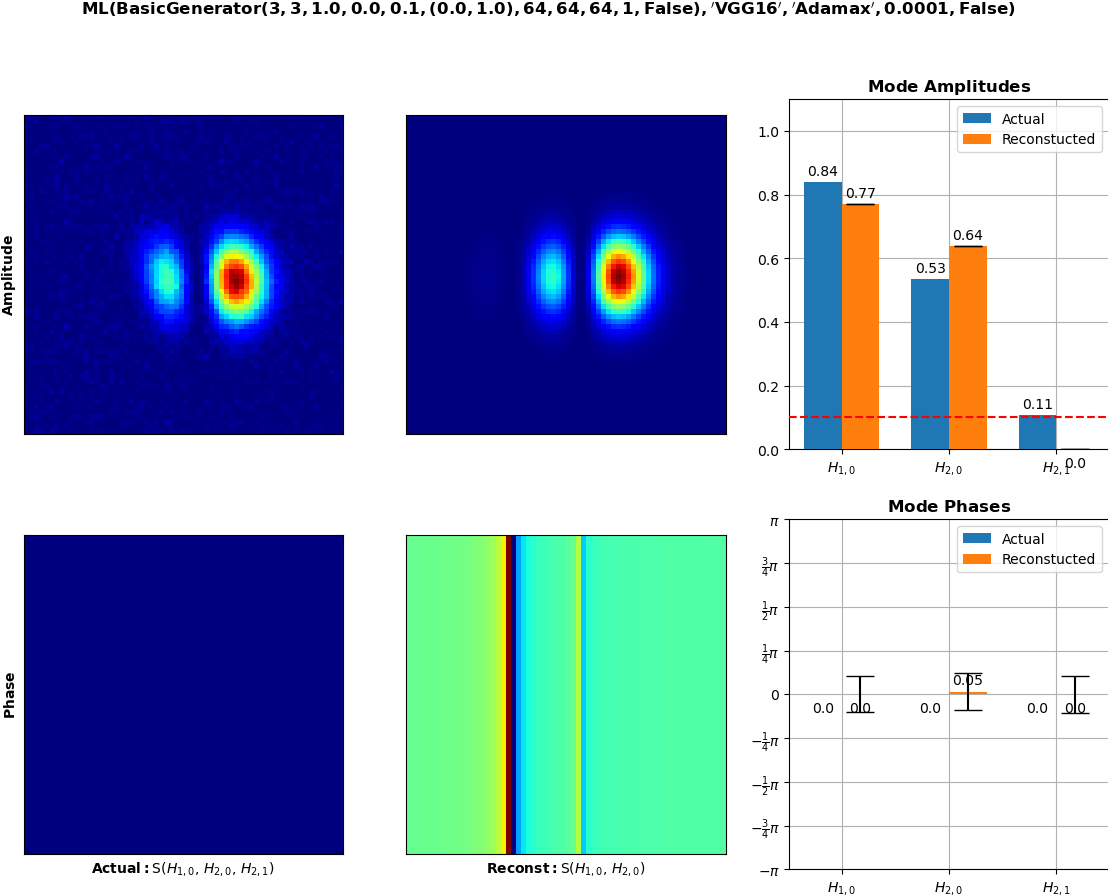 ML(BasicGenerator(3, 3, 1.0, 0.0, 0.1, (0.0, 1.0), 64, 64, 64, 1, False), 'VGG16', 'Adamax', 0.0001, False)
Amplitude
Mode Amplitudes
Actual
Reconstucted
1.0
0.8
0.6
0.4
0.2
0.0
0.84
0.77
0.53
0.64
0.11
0.0
H1,0
H2,0
H2,1
Phase
Actual: S(H1,0, H2,0, H2,1)
Reconst: S(H1,0, H2,0)
Mode Phases
Actual
Reconstucted
π
3/4π
1/2π
1/4π
0
−1/4π
−1/2π
−3/4π
−π
0.0
0.0
0.0
0.05
0.0
0.0
H1,0
H2,0
H2,1